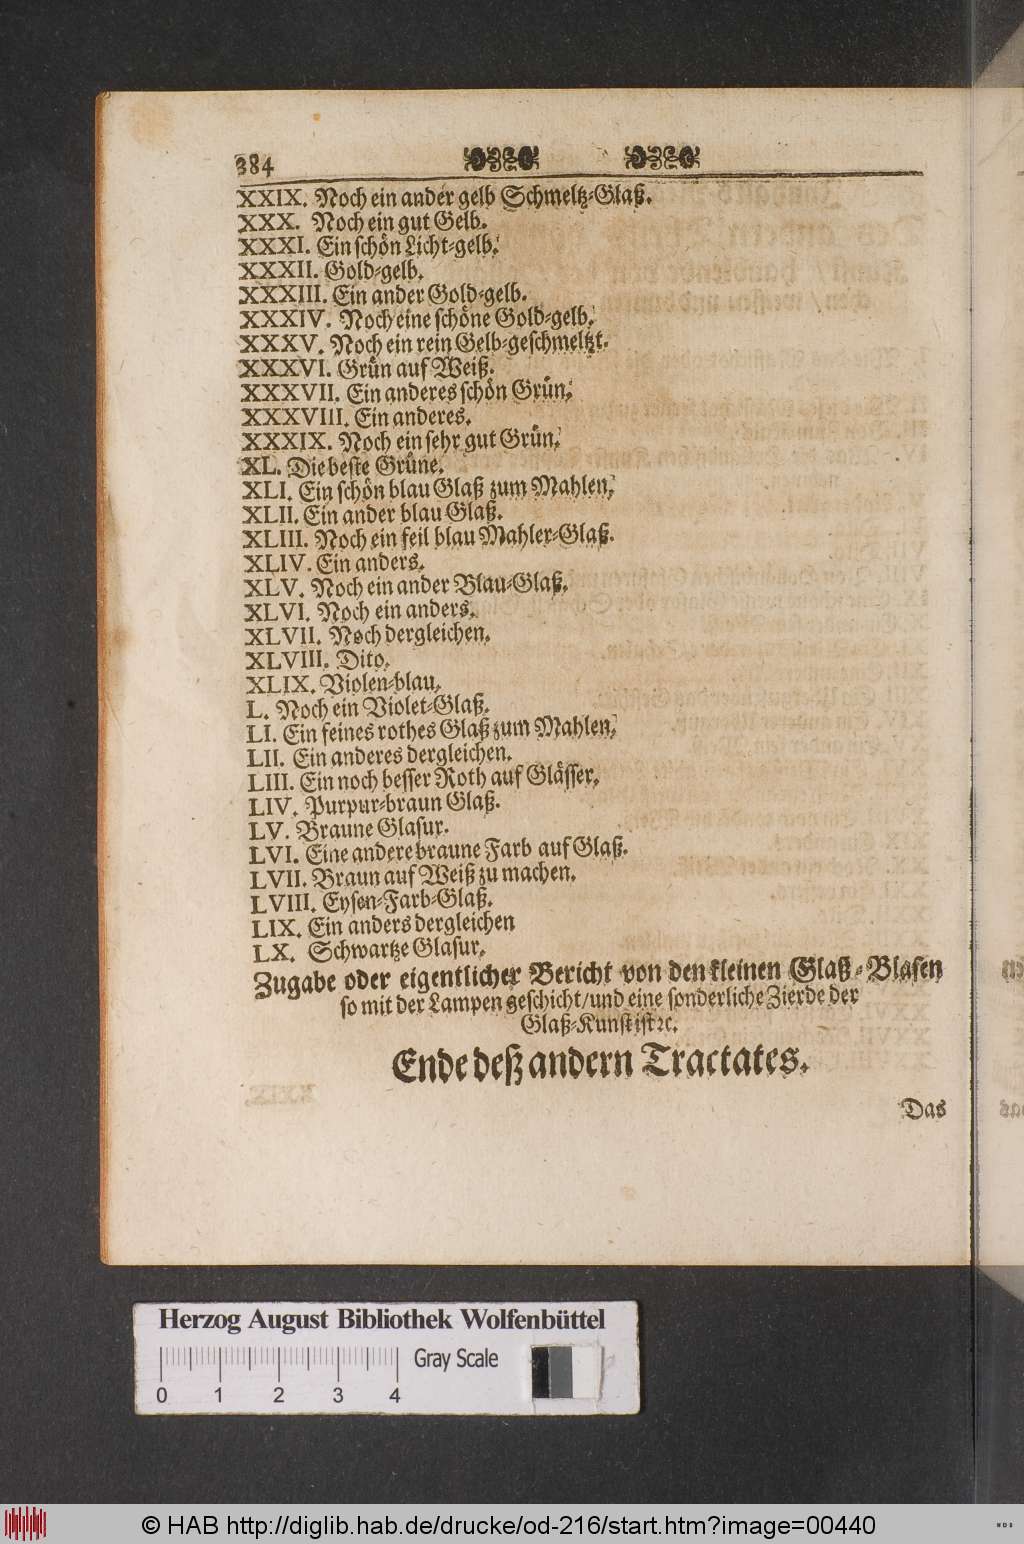 384
XXIX. Noch ein ander gelb Schmeltz-Glaß.
XXX. Noch ein gut Gelb.
XXXI. Ein schön Licht-gelb.
XXXII. Gold-gelb.
XXXIII. Ein ander Gold-gelb.
XXXIV. Noch eine schöne Gold-gelb.
XXXV. Noch ein rein Gelb-geschmeltzt.
XXXVI. Grün auf Weiß.
XXXVII. Ein anderes schön Grün.
XXXVIII. Ein anderes.
XXXIX. Noch ein sehr gut Grün.
XL. Die beste Grüne.
XLI. Ein schön blau Glaß zum Mahlen.
XLII. Ein ander blau Glaß.
XLIII. Noch ein feil blau Mahler-Glaß.
XLIV. Ein anders.
XLV. Noch ein ander Blau-Glaß.
XLVI. Noch ein anders.
XLVII. Noch dergleichen.
XLVIII. Dito.
XLIX. Violen-blau.
L. Noch ein Violet-Glaß.
LI. Ein feines rothes Glaß zum Mahlen.
LII. Ein anderes dergleichen.
LIII. Ein noch besser Roth auf Glässer.
LIV. Purpur-braun Glaß.
LV. Braune Glasur.
LVI. Eine andere braune Farb auf Glaß.
LVII. Braun auf Weiß zu machen.
LVIII. Eysen-Farb-Glaß.
LIX. Ein anders dergleichen
LX. Schwartze Glasur.
Zugabe oder eigentlicher Bericht von den kleinen Glaß-Blasen
so mit der Lampen geschicht/und eine sonderliche Zierde der
Glaß-Kunst ist ꝛc.
Ende deß andern Tractates.
Das
Herzog August Bibliothek Wolfenbüttel
0 1 2 3 4 Gray Scale
© HAB http://diglib.hab.de/drucke/od-216/start.htm?image=00440